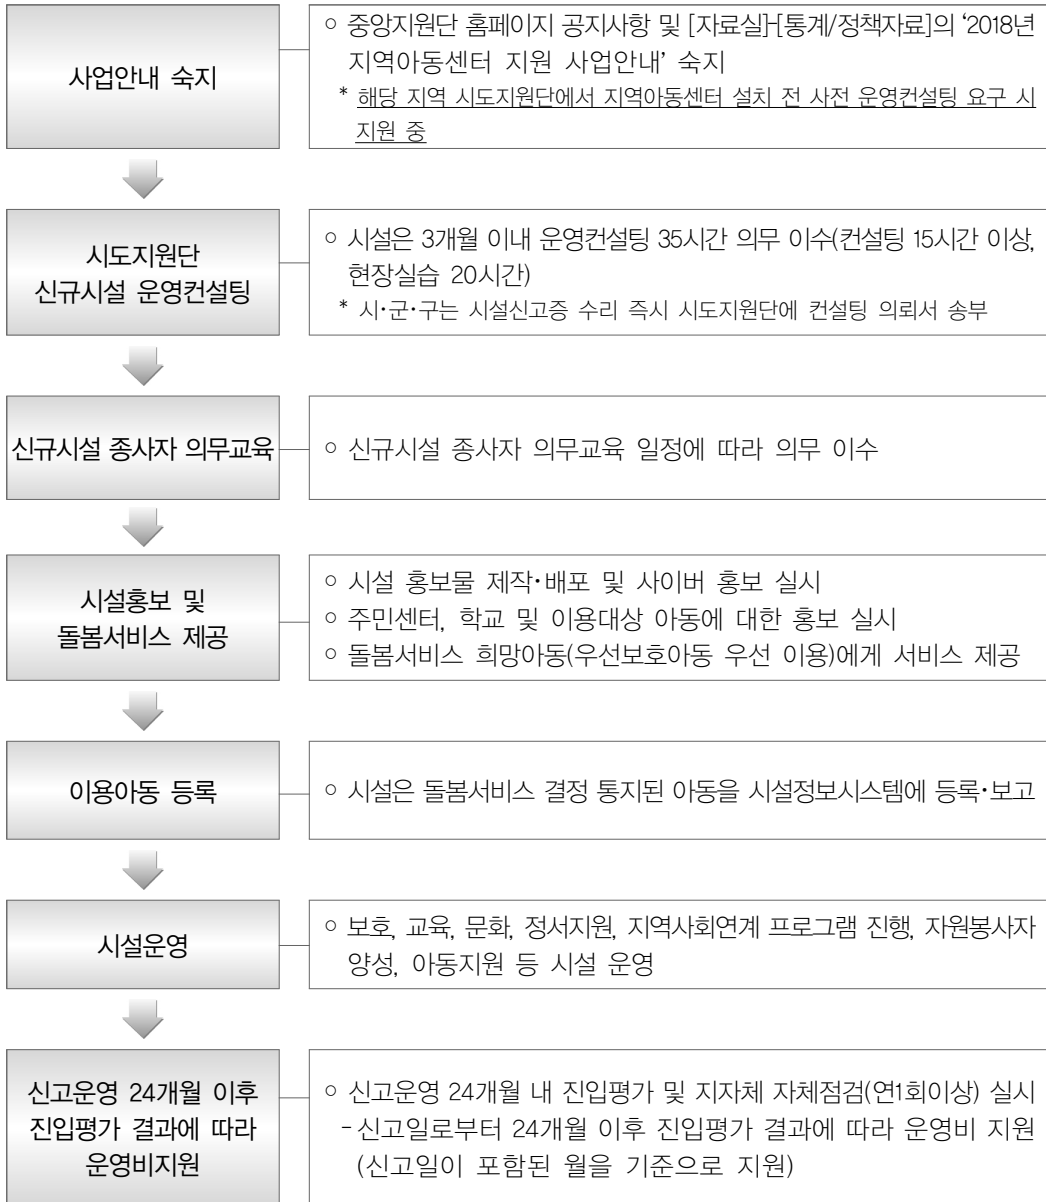 사업안내 숙지
○ 중앙지원단 홈페이지 공지사항 및 [자료실]-[통계/정책자료]의 ‘2018년
지역아동센터 지원 사업안내’ 숙지
* 해당 지역 시도지원단에서 지역아동센터 설치 전 사전 운영컨설팅 요구 시
지원 중
시도지원단
신규시설 운영컨설팅
○ 시설은 3개월 이내 운영컨설팅 35시간 의무 이수(컨설팅 15시간 이상,
현장실습 20시간)
* 시·군·구는 시설신고증 수리 즉시 시도지원단에 컨설팅 의뢰서 송부
신규시설 종사자 의무교육
○ 신규시설 종사자 의무교육 일정에 따라 의무 이수
시설홍보 및
돌봄서비스 제공
○ 시설 홍보물 제작·배포 및 사이버 홍보 실시
○ 주민센터, 학교 및 이용대상 아동에 대한 홍보 실시
○ 돌봄서비스 희망아동(우선보호아동 우선 이용)에게 서비스 제공
이용아동 등록
○ 시설은 돌봄서비스 결정 통지된 아동을 시설정보시스템에 등록·보고
시설운영
○ 보호, 교육, 문화, 정서지원, 지역사회연계 프로그램 진행, 자원봉사자
양성, 아동지원 등 시설 운영
신고운영 24개월 이후
진입평가 결과에 따라
운영비지원
○ 신고운영 24개월 내 진입평가 및 지자체 자체점검(연1회이상) 실시
- 신고일로부터 24개월 이후 진입평가 결과에 따라 운영비 지원
(신고일이 포함된 월을 기준으로 지원)